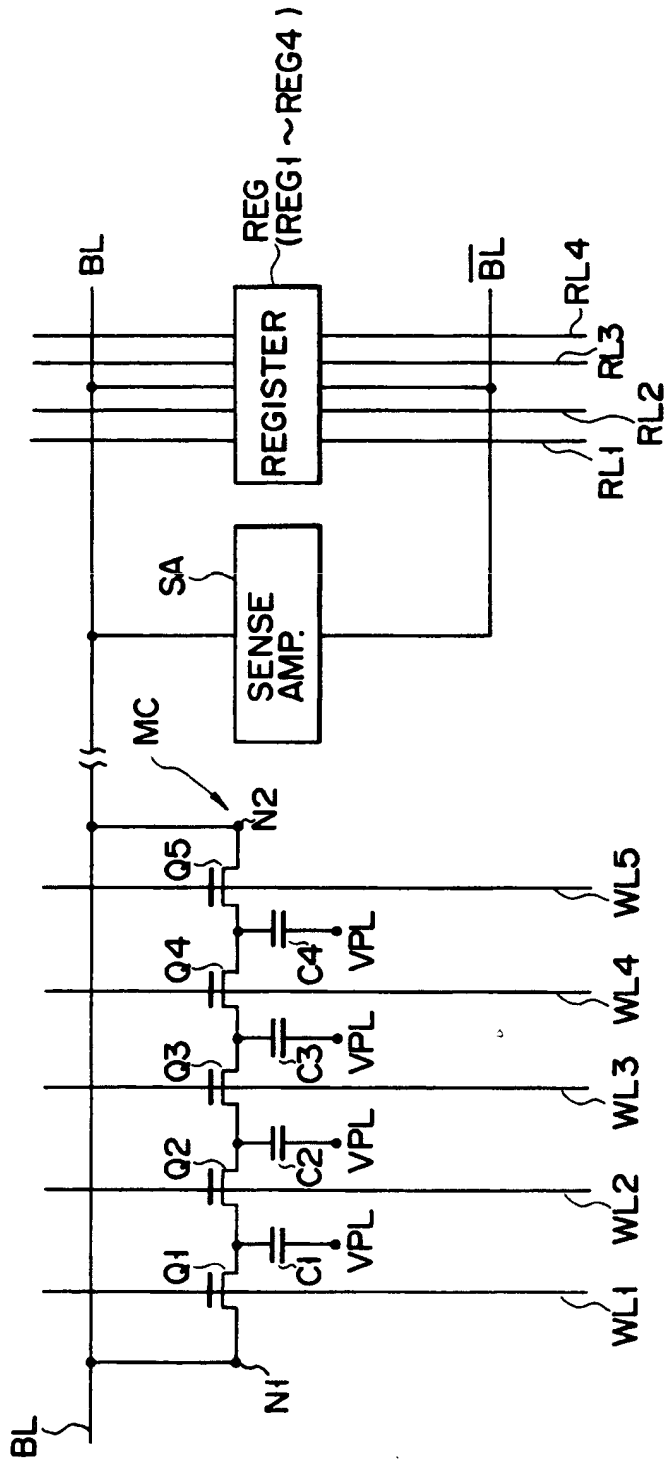 BL
N1
Q1
C1
VPL
WL1
Q2
C2
VPL
WL2
Q3
C3
VPL
WL3
Q4
C4
VPL
WL4
Q5
N2
WL5
MC
SA
SENSE
AMP.
BL
REGISTER
REG
(REG1~REG4)
B̅L̅
RL1
RL2
RL3
RL4